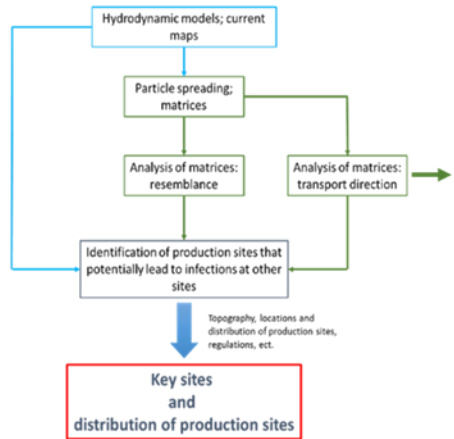 Hydrodynamic models; current
maps
Particle spreading;
matrices
Analysis of matrices:
resemblance
Analysis of matrices:
transport direction
Identification of production sites that
potentially lead to infections at other
sites
Topography, locations and
distribution of production sites,
regulations, ect.
Key sites
and
distribution of production sites